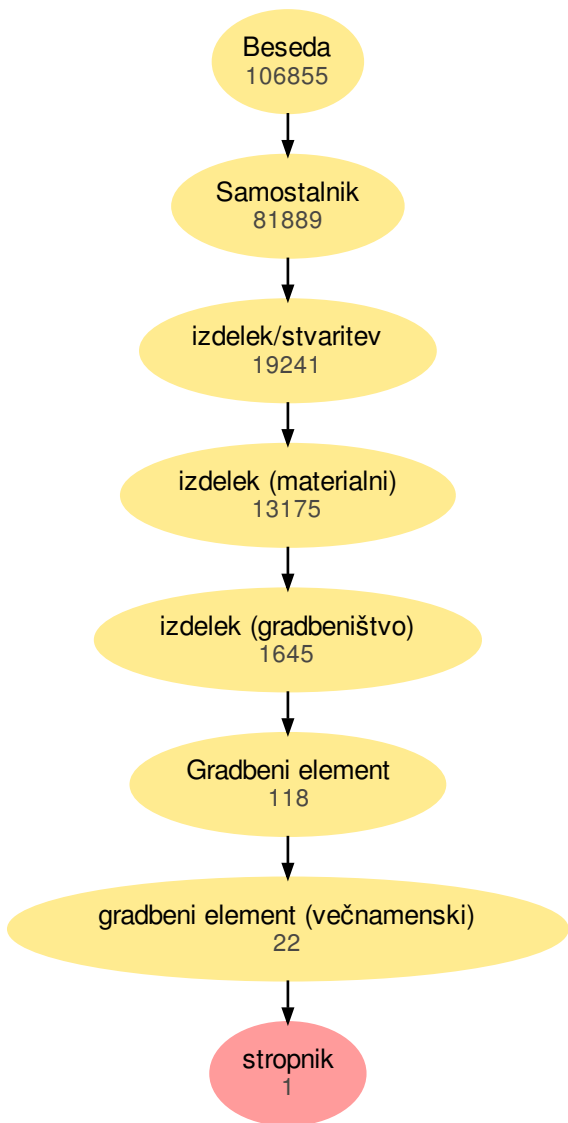 Beseda
106855
Samostalnik
81889
izdelek/stvaritev
19241
izdelek (materialni)
13175
izdelek (gradbeništvo)
1645
Gradbeni element
118
gradbeni element (večnamenski)
22
stropnik
1